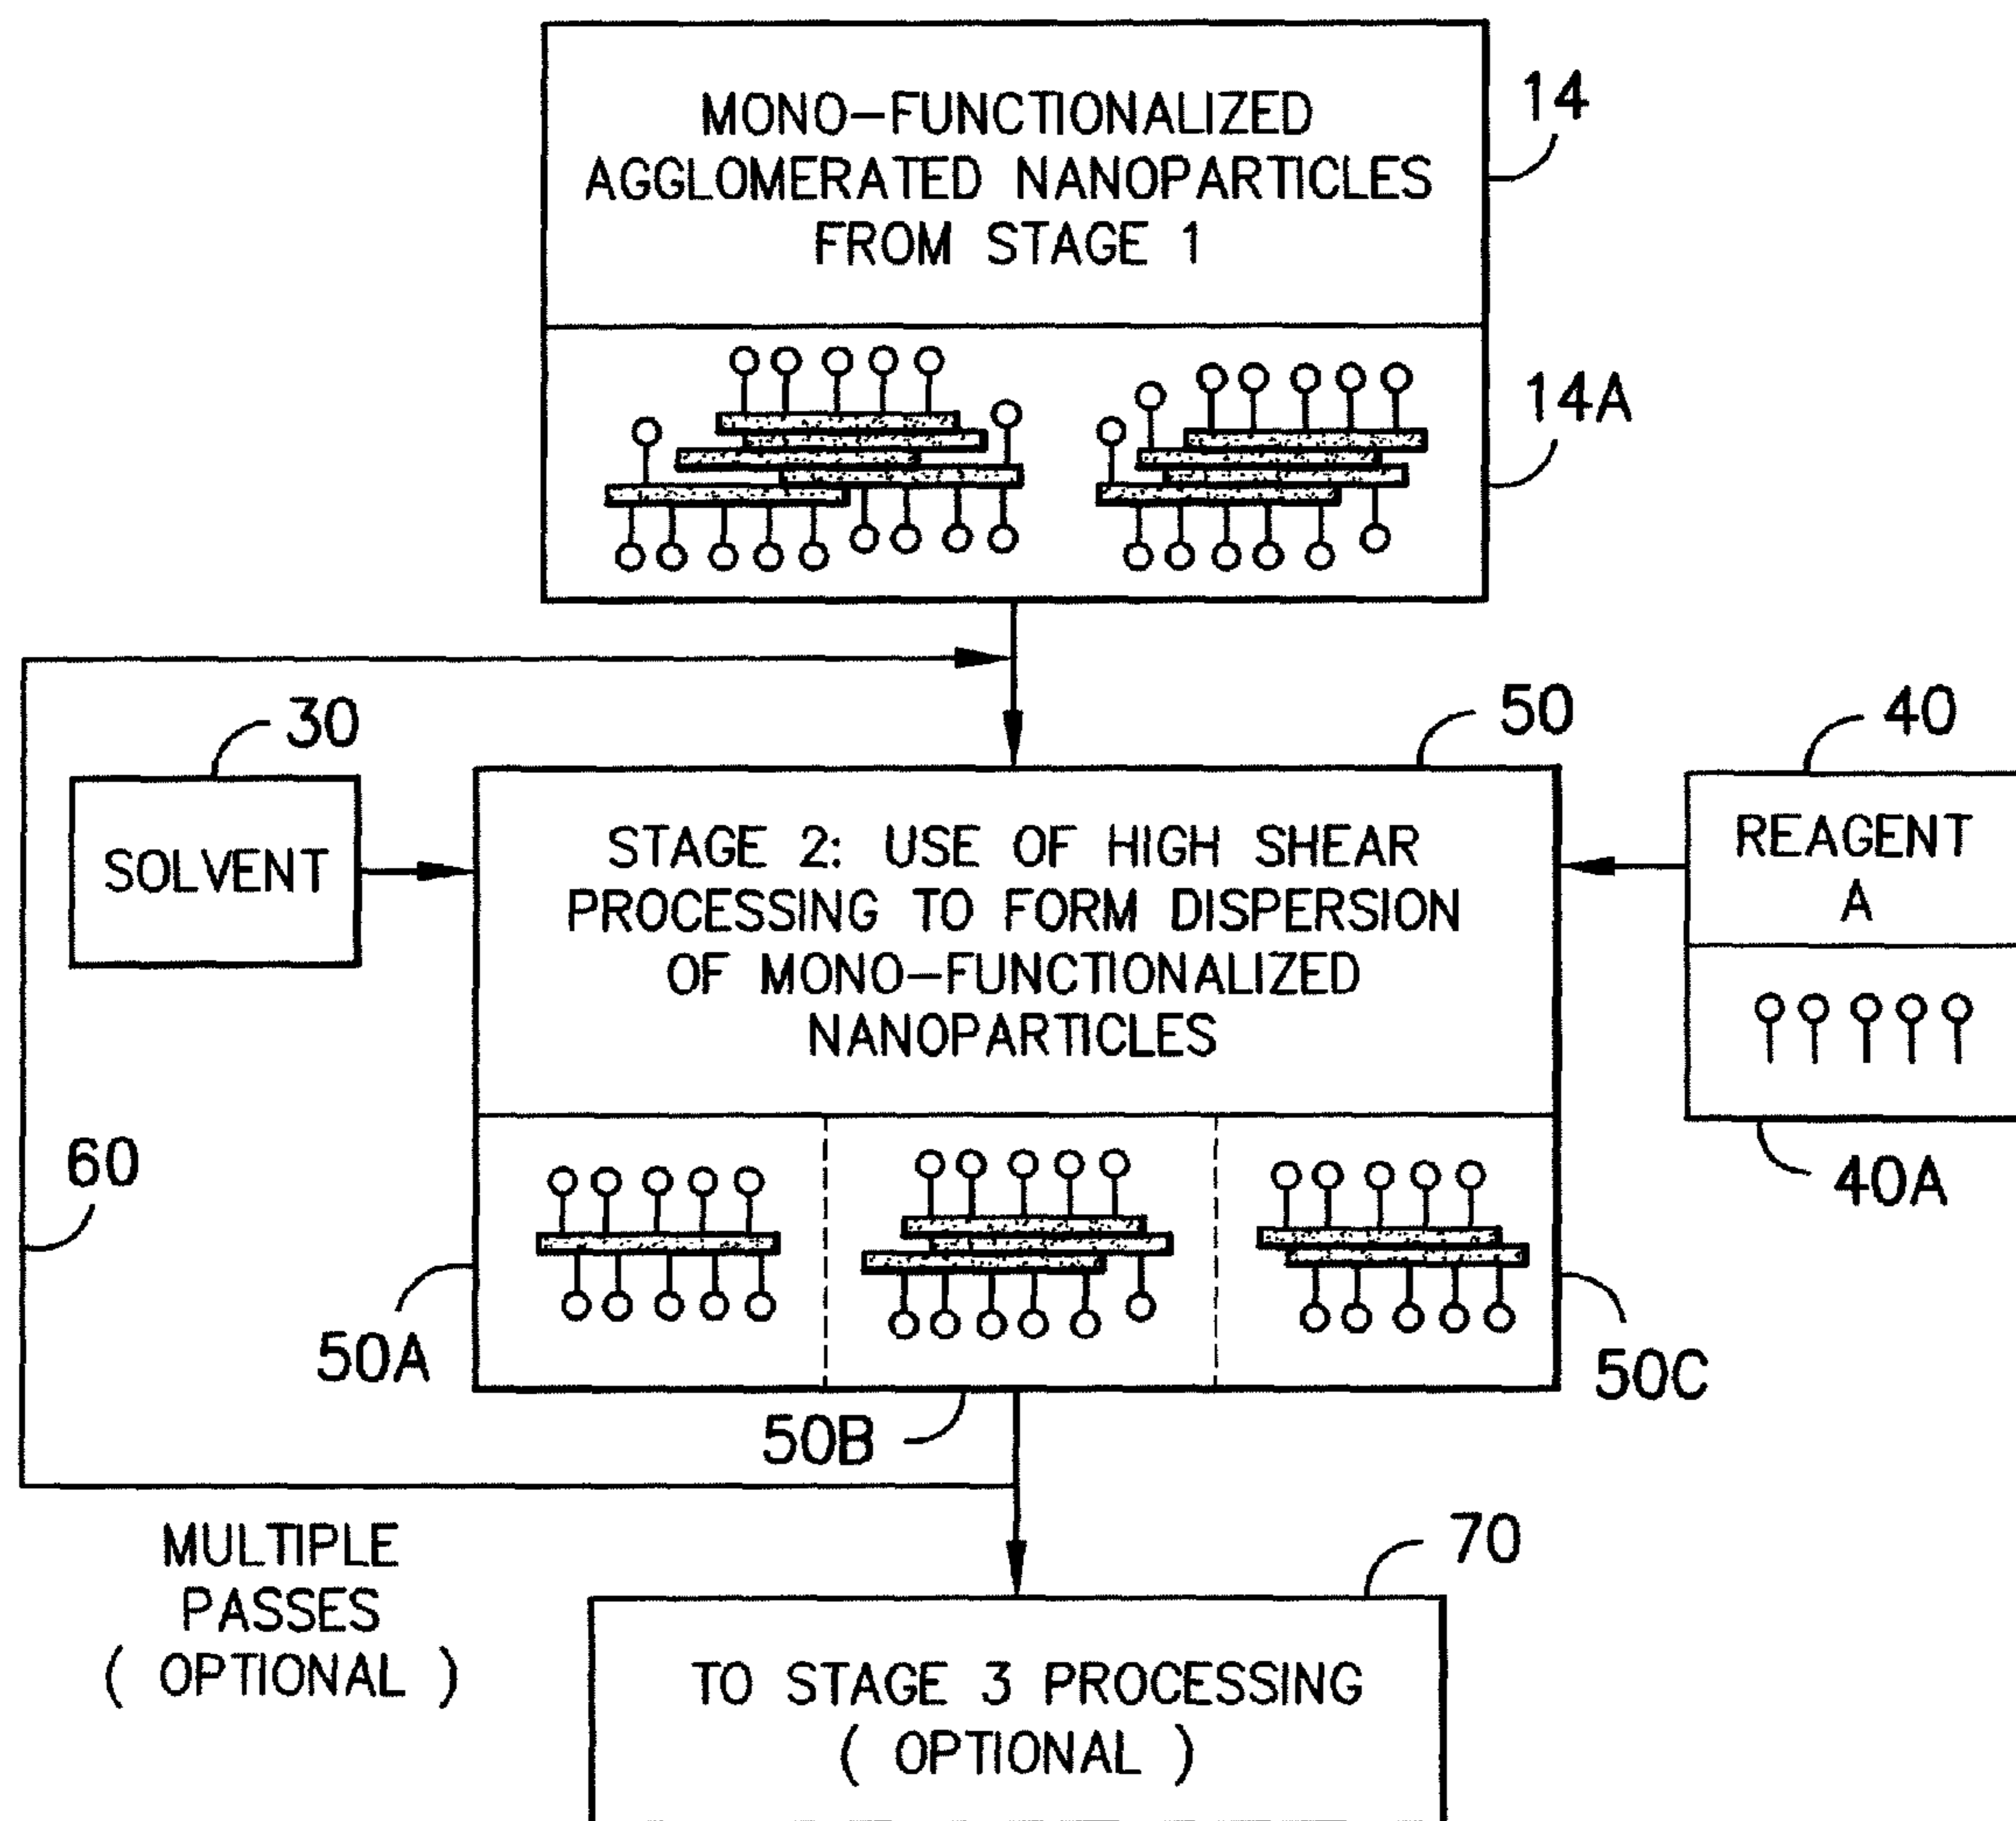 MONO-FUNCTIONALIZED
AGGLOMERATED NANOPARTICLES
FROM STAGE 1
14
14A
30
SOLVENT
50
STAGE 2: USE OF HIGH SHEAR
PROCESSING TO FORM DISPERSION
OF MONO-FUNCTIONALIZED
NANOPARTICLES
40
REAGENT
A
40A
60
50A
50B
50C
MULTIPLE
PASSES
( OPTIONAL )
70
TO STAGE 3 PROCESSING
( OPTIONAL )